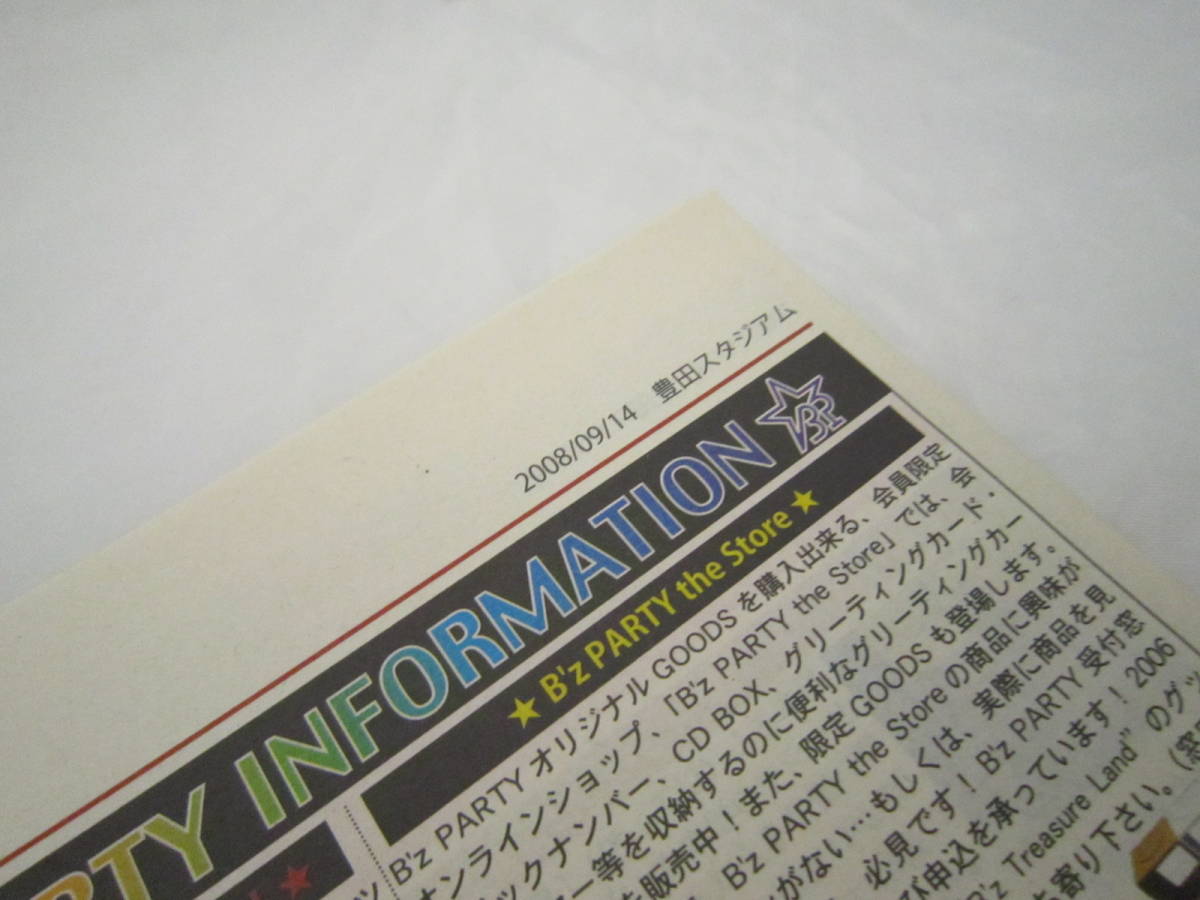 2008/09/14 豊田スタジアム
RTY INFORMATION
★ B'z PARTY the Store ★
B'z PARTY オリジナル GOODS を購入出来る、会員限定
オンラインショップ、「B'z PARTY the Store」では、会
ックナンバー、CD BOX、グリーティングカード・
ー等を収納するのに便利なグリーティングカー
を販売中!また、限定 GOODS も登場します。
B'z PARTY the Store の商品に興味が
がない…もしくは、実際に商品を見
必見です! B'z PARTY 受付窓
び申込を承っています! 2006
B'z Treasure Land" のグッ
寄り下さい。